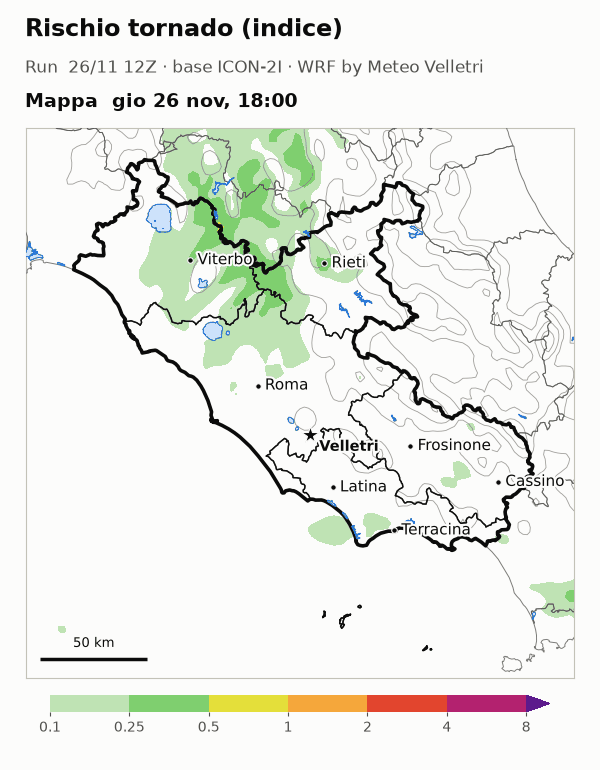 Rischio tornado (indice)
Run  26/11 12Z · base ICON-2I · WRF by Meteo Velletri
Mappa  gio 26 nov, 18:00
Viterbo
Rieti
Roma
Velletri
Frosinone
Cassino
Latina
Terracina
50 km
0.1 0.25 0.5 1 2 4 8